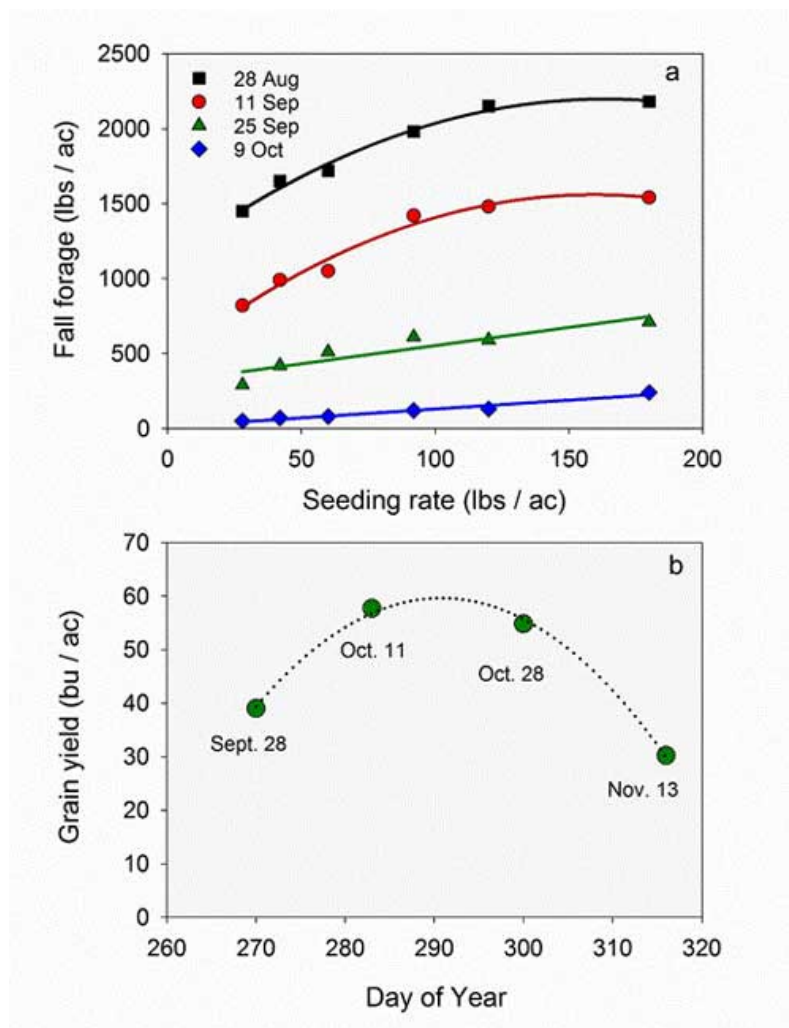 2500
a
28 Aug
11 Sep
25 Sep
9 Oct
2000
1500
1000
500
0
Fall forage (lbs / ac)
0 50 100 150 200
Seeding rate (lbs / ac)
70
b
60
50
40
30
20
10
0
Grain yield (bu / ac)
Oct. 11
Oct. 28
Sept. 28
Nov. 13
260 270 280 290 300 310 320
Day of Year